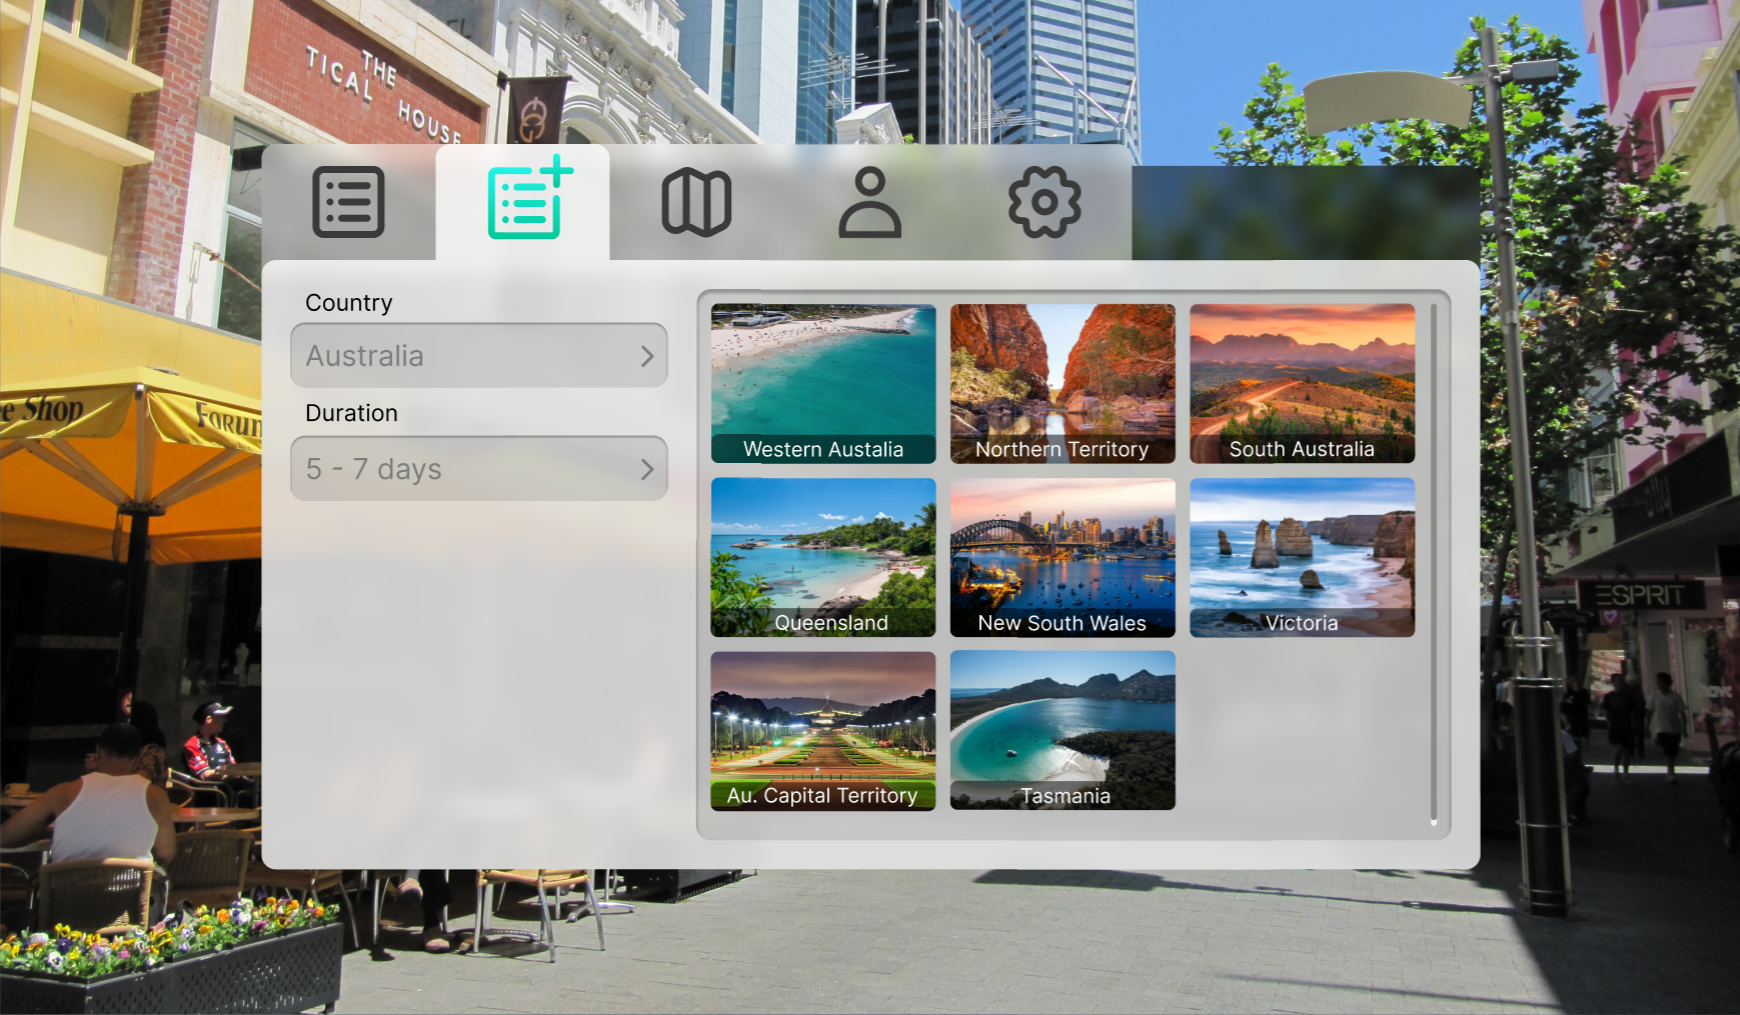 THE
TICAL HOUSE
Country
Australia
Duration
5 - 7 days
Western Austalia
Northern Territory
South Australia
Queensland
New South Wales
Victoria
Au. Capital Territory
Tasmania
Shop
FORUM
ESPRIT